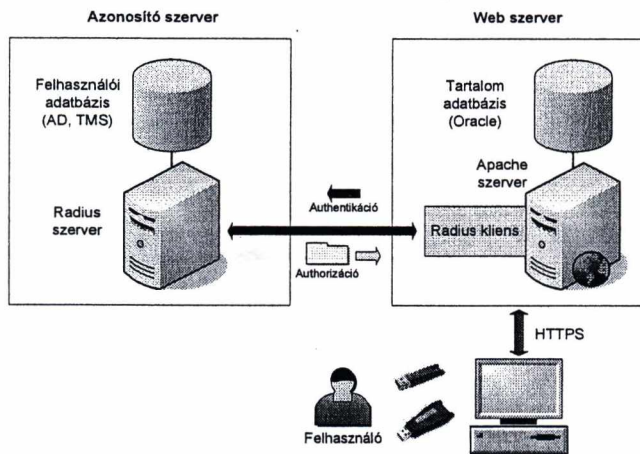 Azonosító szerver
Web szerver
Felhasználói
adatbázis
(AD, TMS)
Tartalom
adatbázis
(Oracle)
Apache
szerver
Radius
szerver
Authentikáció
Radius kliens
Authorizáció
HTTPS
Felhasználó